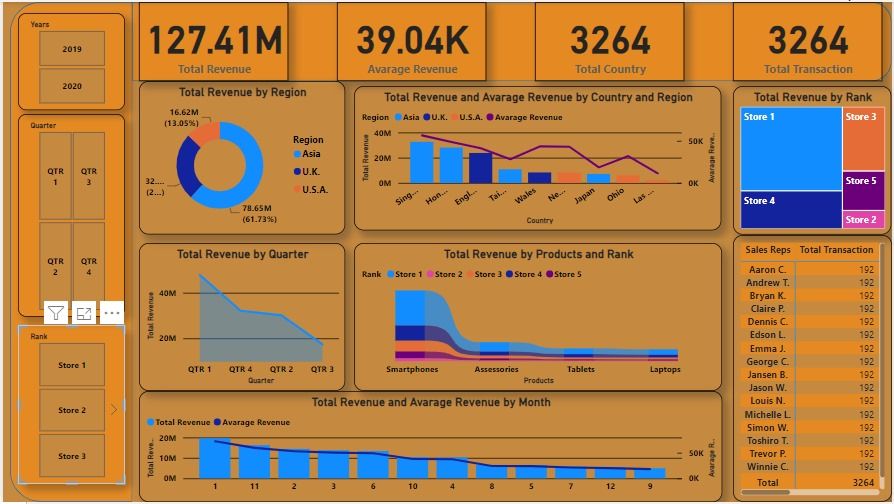 Years
2019
2020
Quarter
QTR 1
QTR 3
QTR 2
QTR 4
Rank
Store 1
Store 2
Store 3
127.41M
Total Revenue
39.04K
Avarage Revenue
3264
Total Country
3264
Total Transaction
Total Revenue by Region
16.62M
(13.05%)
32....
(2...)
78.65M
(61.73%)
Region
Asia
U.K.
U.S.A.
Total Revenue and Avarage Revenue by Country and Region
Region Asia U.K. U.S.A. Avarage Revenue
Total Revenue
40M
20M
0M
50K
0K
Avarage Reve...
Sing... Hon... Engl... Tai... Wales Ne... Japan Ohio Las ...
Country
Total Revenue by Rank
Store 1
Store 3
Store 5
Store 4
Store 2
Total Revenue by Quarter
Total Revenue
40M
20M
QTR 1 QTR 4 QTR 2 QTR 3
Quarter
Total Revenue by Products and Rank
Rank Store 1 Store 2 Store 3 Store 4 Store 5
Smartphones Assessories Tablets Laptops
Products
Total Revenue and Avarage Revenue by Month
Total Revenue Avarage Revenue
Total Reve...
20M
10M
0M
50K
0K
Avarage R...
1 11 2 3 6 10 4 8 5 7 12 9
Sales Reps Total Transaction
Aaron C. 192
Andrew T. 192
Bryan K. 192
Claire P. 192
Dennis C. 192
Edson L. 192
Emma J. 192
George C. 192
Jansen B. 192
Jason W. 192
Louis N. 192
Michelle L. 192
Simon W. 192
Toshiro T. 192
Trevor P. 192
Winnie C. 192
Total 3264